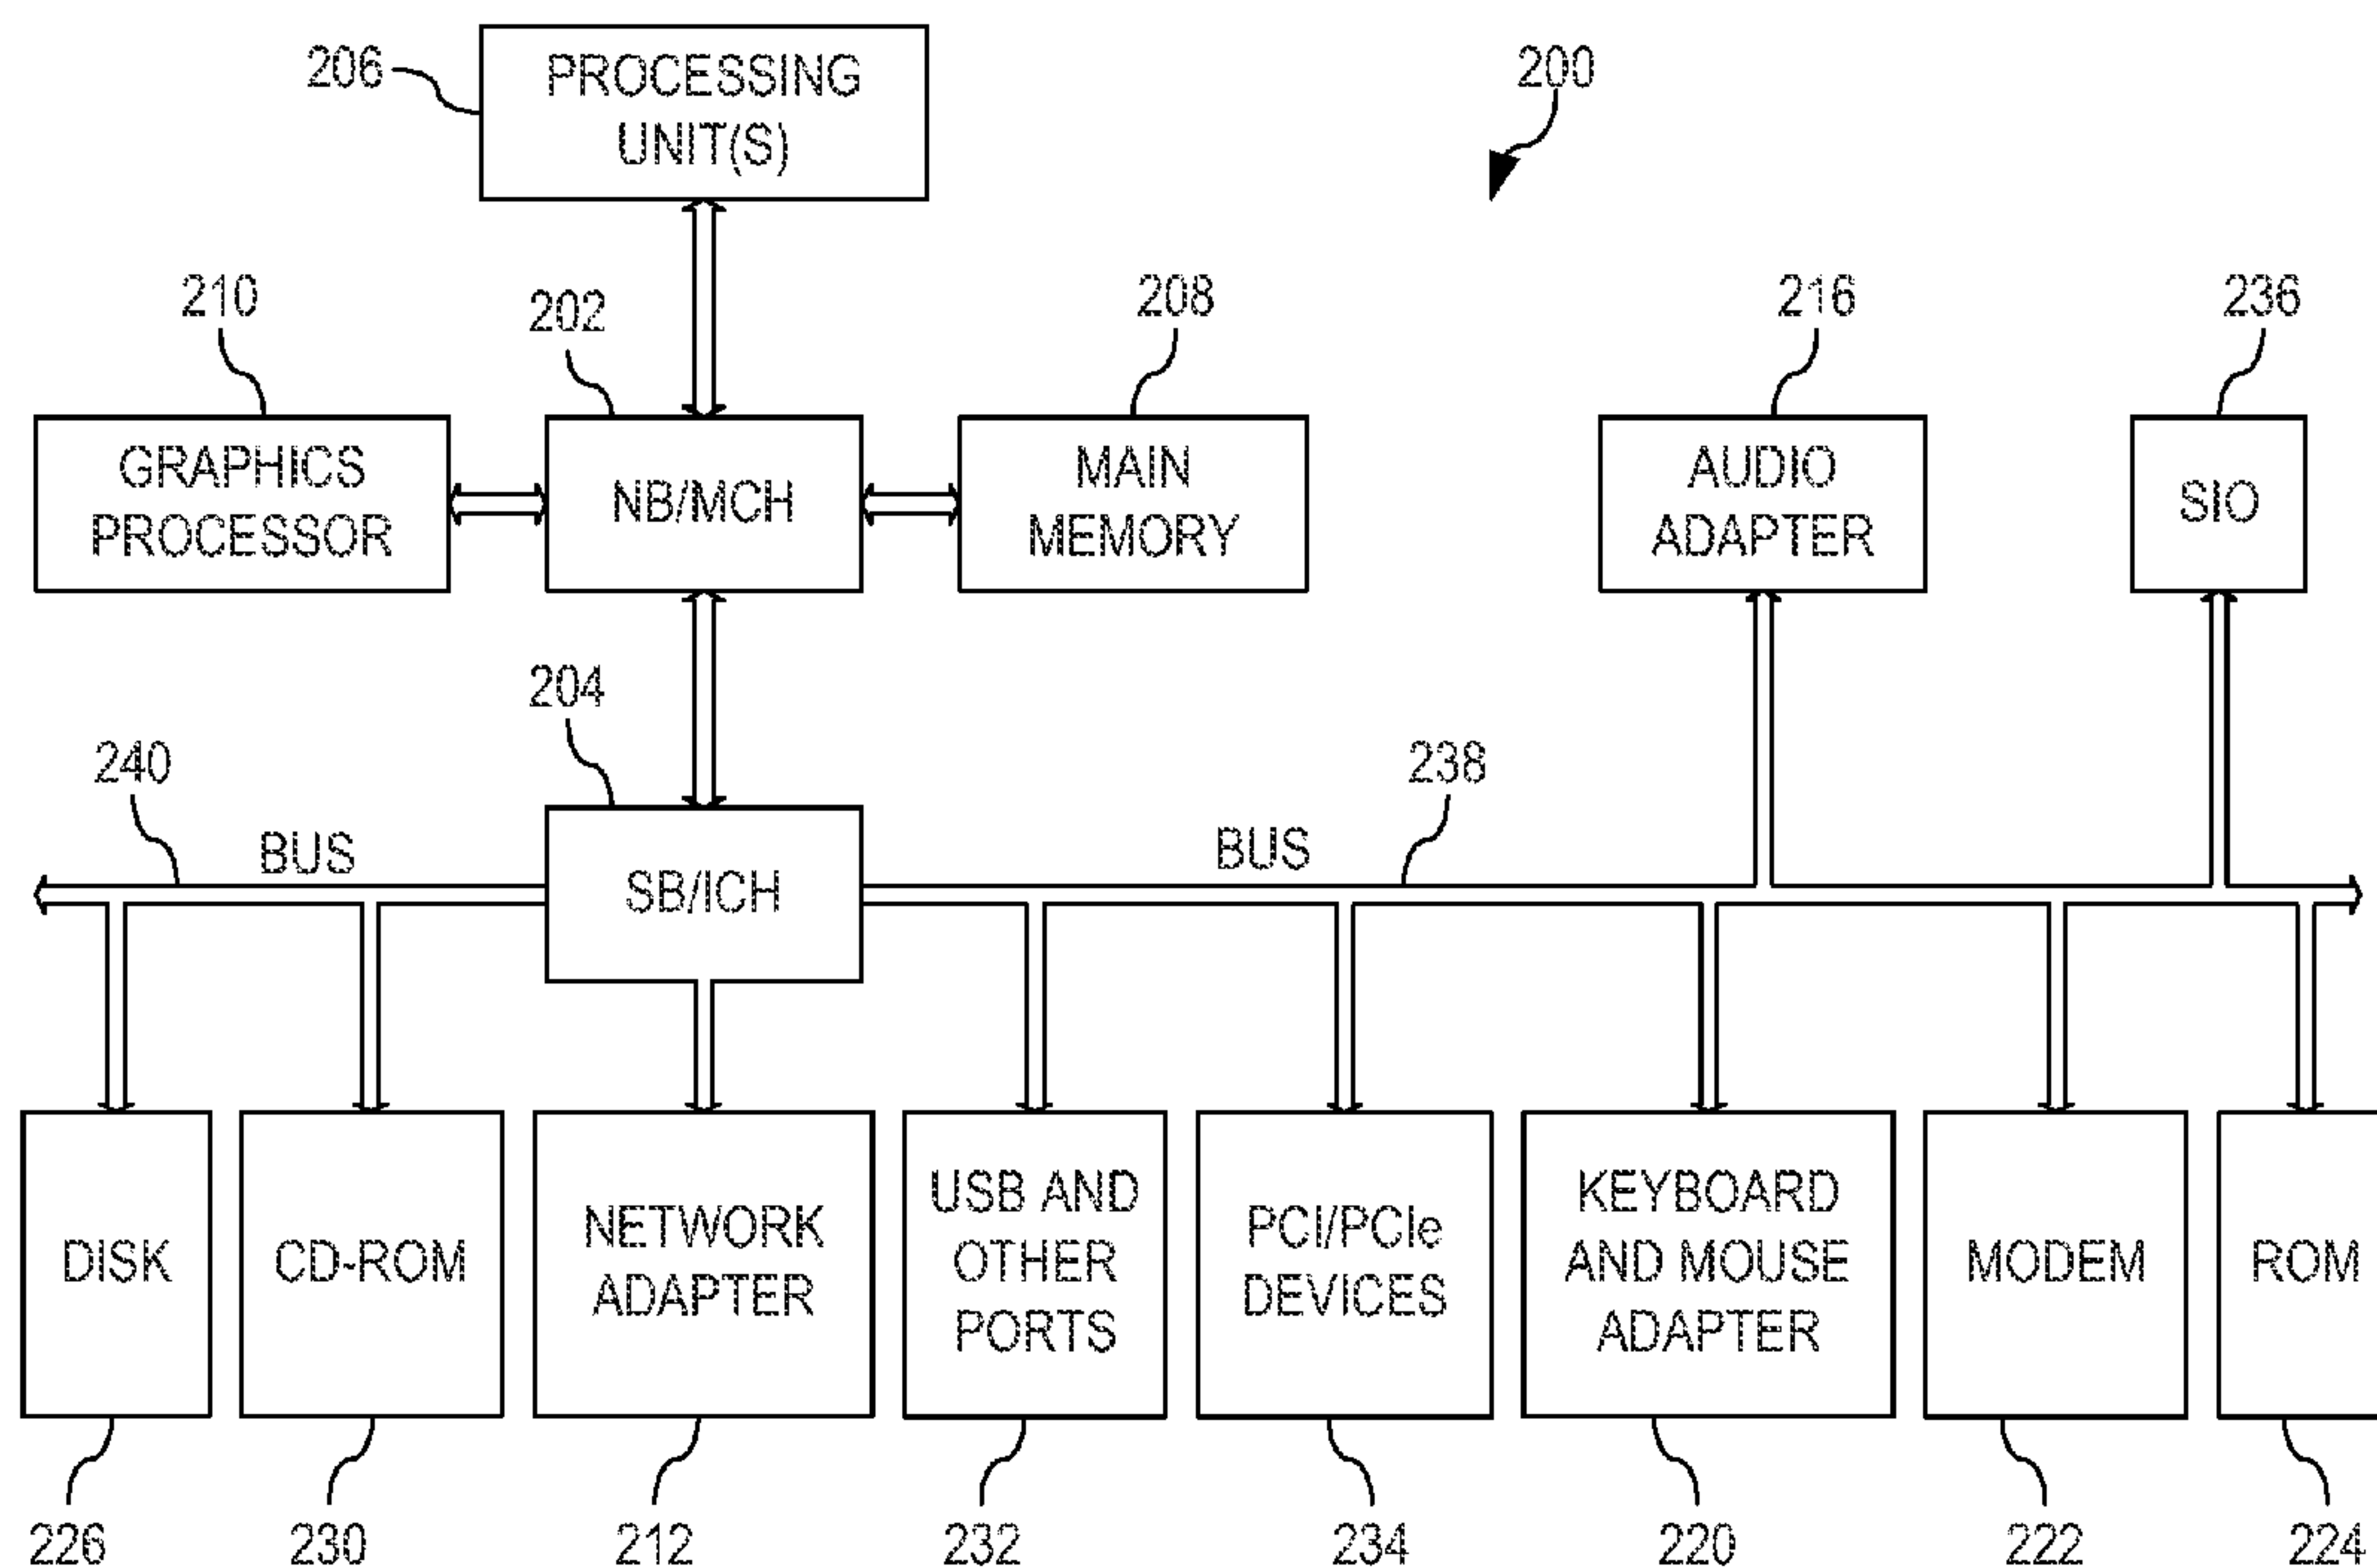 206
PROCESSING
UNIT(S)
200
210
202
208
216
236
GRAPHICS
PROCESSOR
NB/MCH
MAIN
MEMORY
AUDIO
ADAPTER
SIO
204
240
BUS
238
BUS
SB/ICH
DISK
CD-ROM
NETWORK
ADAPTER
USB AND
OTHER
PORTS
PCI/PCIe
DEVICES
KEYBOARD
AND MOUSE
ADAPTER
MODEM
ROM
226
230
212
232
234
220
222
224